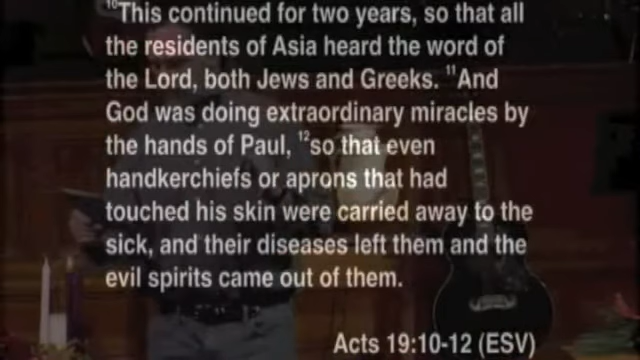 ¹⁰This continued for two years, so that all
the residents of Asia heard the word of
the Lord, both Jews and Greeks. ¹¹And
God was doing extraordinary miracles by
the hands of Paul, ¹²so that even
handkerchiefs or aprons that had
touched his skin were carried away to the
sick, and their diseases left them and the
evil spirits came out of them.
Acts 19:10-12 (ESV)